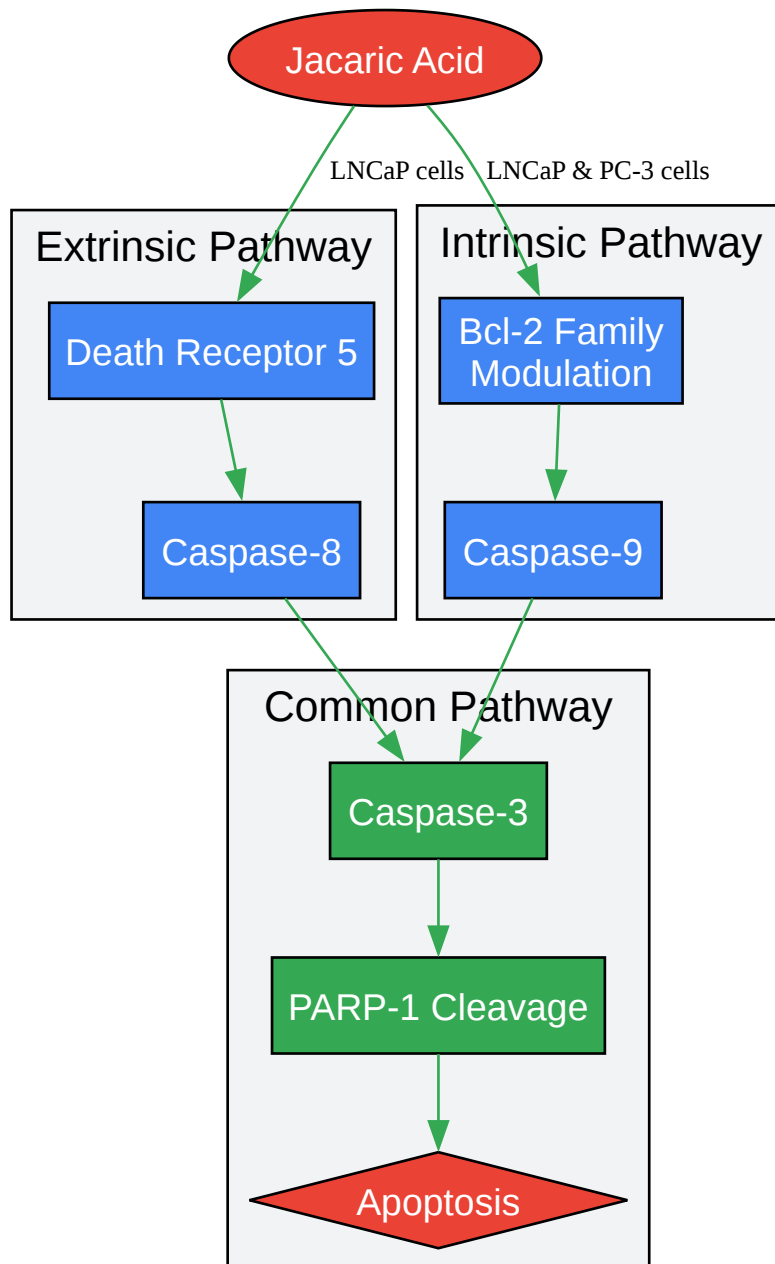 Jacaric Acid
LNCaP cells
LNCaP & PC-3 cells
Extrinsic Pathway
Intrinsic Pathway
Death Receptor 5
Bcl-2 Family
Modulation
Caspase-8
Caspase-9
Common Pathway
Caspase-3
PARP-1 Cleavage
Apoptosis